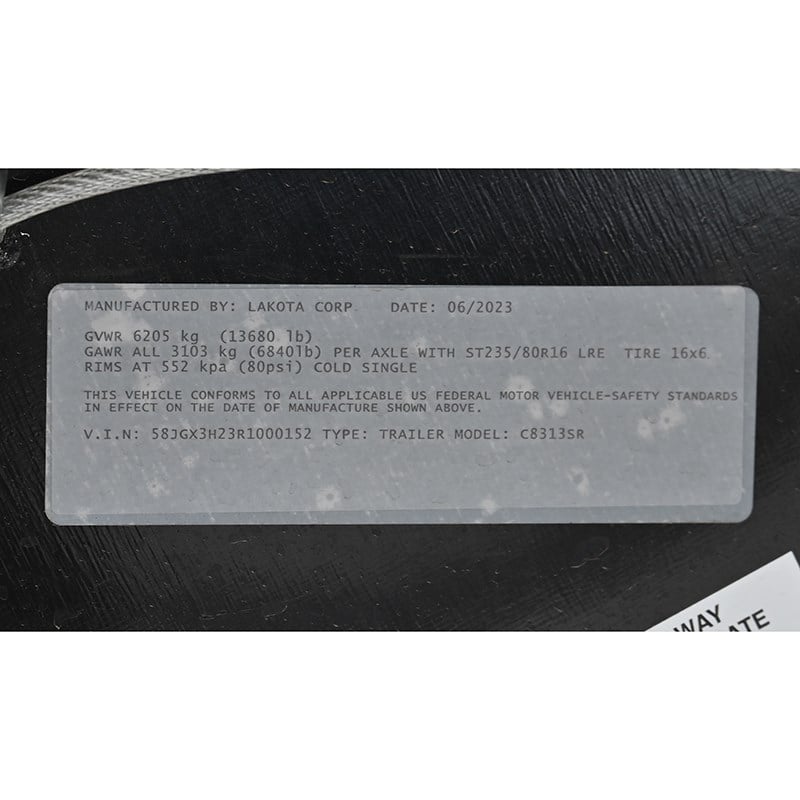 MANUFACTURED BY: LAKOTA CORP DATE: 06/2023
GVWR 6205 kg (13680 lb)
GAWR ALL 3103 kg (6840lb) PER AXLE WITH ST235/80R16 LRE TIRE 16x6
RIMS AT 552 kpa (80psi) COLD SINGLE
THIS VEHICLE CONFORMS TO ALL APPLICABLE US FEDERAL MOTOR VEHICLE-SAFETY STANDARDS
IN EFFECT ON THE DATE OF MANUFACTURE SHOWN ABOVE.
V.I.N: 58JGX3H23R1000152 TYPE: TRAILER MODEL: C8313SR
WAY
ATE